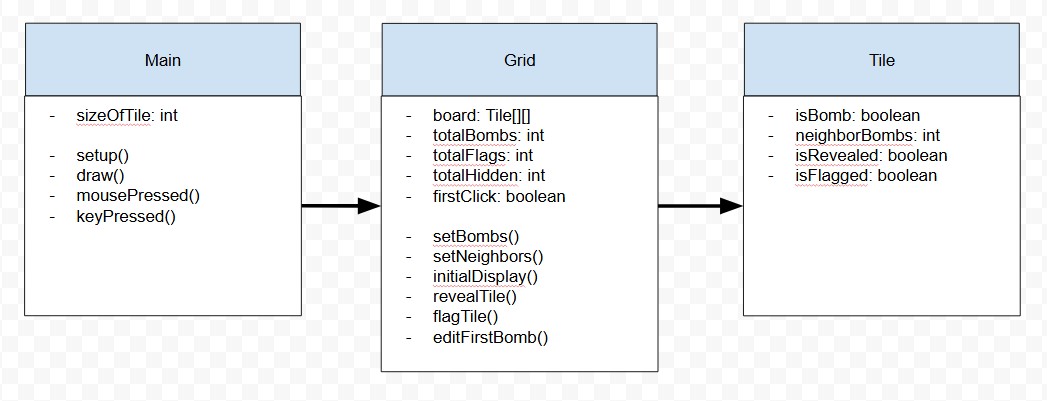 Main
- sizeOfTile: int
- setup()
- draw()
- mousePressed()
- keyPressed()
Grid
- board: Tile[][]
- totalBombs: int
- totalFlags: int
- totalHidden: int
- firstClick: boolean
- setBombs()
- setNeighbors()
- initialDisplay()
- revealTile()
- flagTile()
- editFirstBomb()
Tile
- isBomb: boolean
- neighborBombs: int
- isRevealed: boolean
- isFlagged: boolean